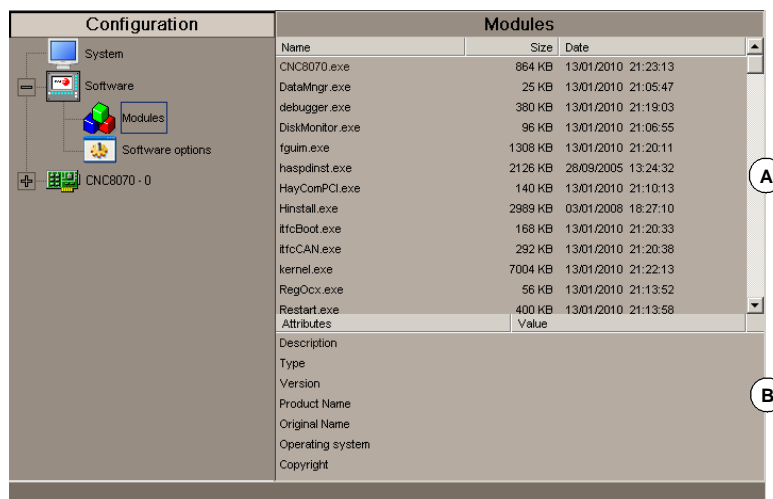 Configuration
System
Software
Modules
Software options
CNC8070 - 0
Modules
Name Size Date
CNC8070.exe 864 KB 13/01/2010 21:23:13
DataMngr.exe 25 KB 13/01/2010 21:05:47
debugger.exe 380 KB 13/01/2010 21:19:03
DiskMonitor.exe 96 KB 13/01/2010 21:06:55
fguim.exe 1308 KB 13/01/2010 21:20:11
haspdinst.exe 2126 KB 28/09/2005 13:24:32
HayComPCI.exe 140 KB 13/01/2010 21:10:13
Hinstall.exe 2989 KB 03/01/2008 18:27:10
itfcBoot.exe 168 KB 13/01/2010 21:20:33
itfcCAN.exe 292 KB 13/01/2010 21:20:38
kernel.exe 7004 KB 13/01/2010 21:22:13
RegOcx.exe 56 KB 13/01/2010 21:13:52
Restart.exe 400 KB 13/01/2010 21:13:58
A
Attributes Value
Description
Type
Version
Product Name
Original Name
Operating system
Copyright
B